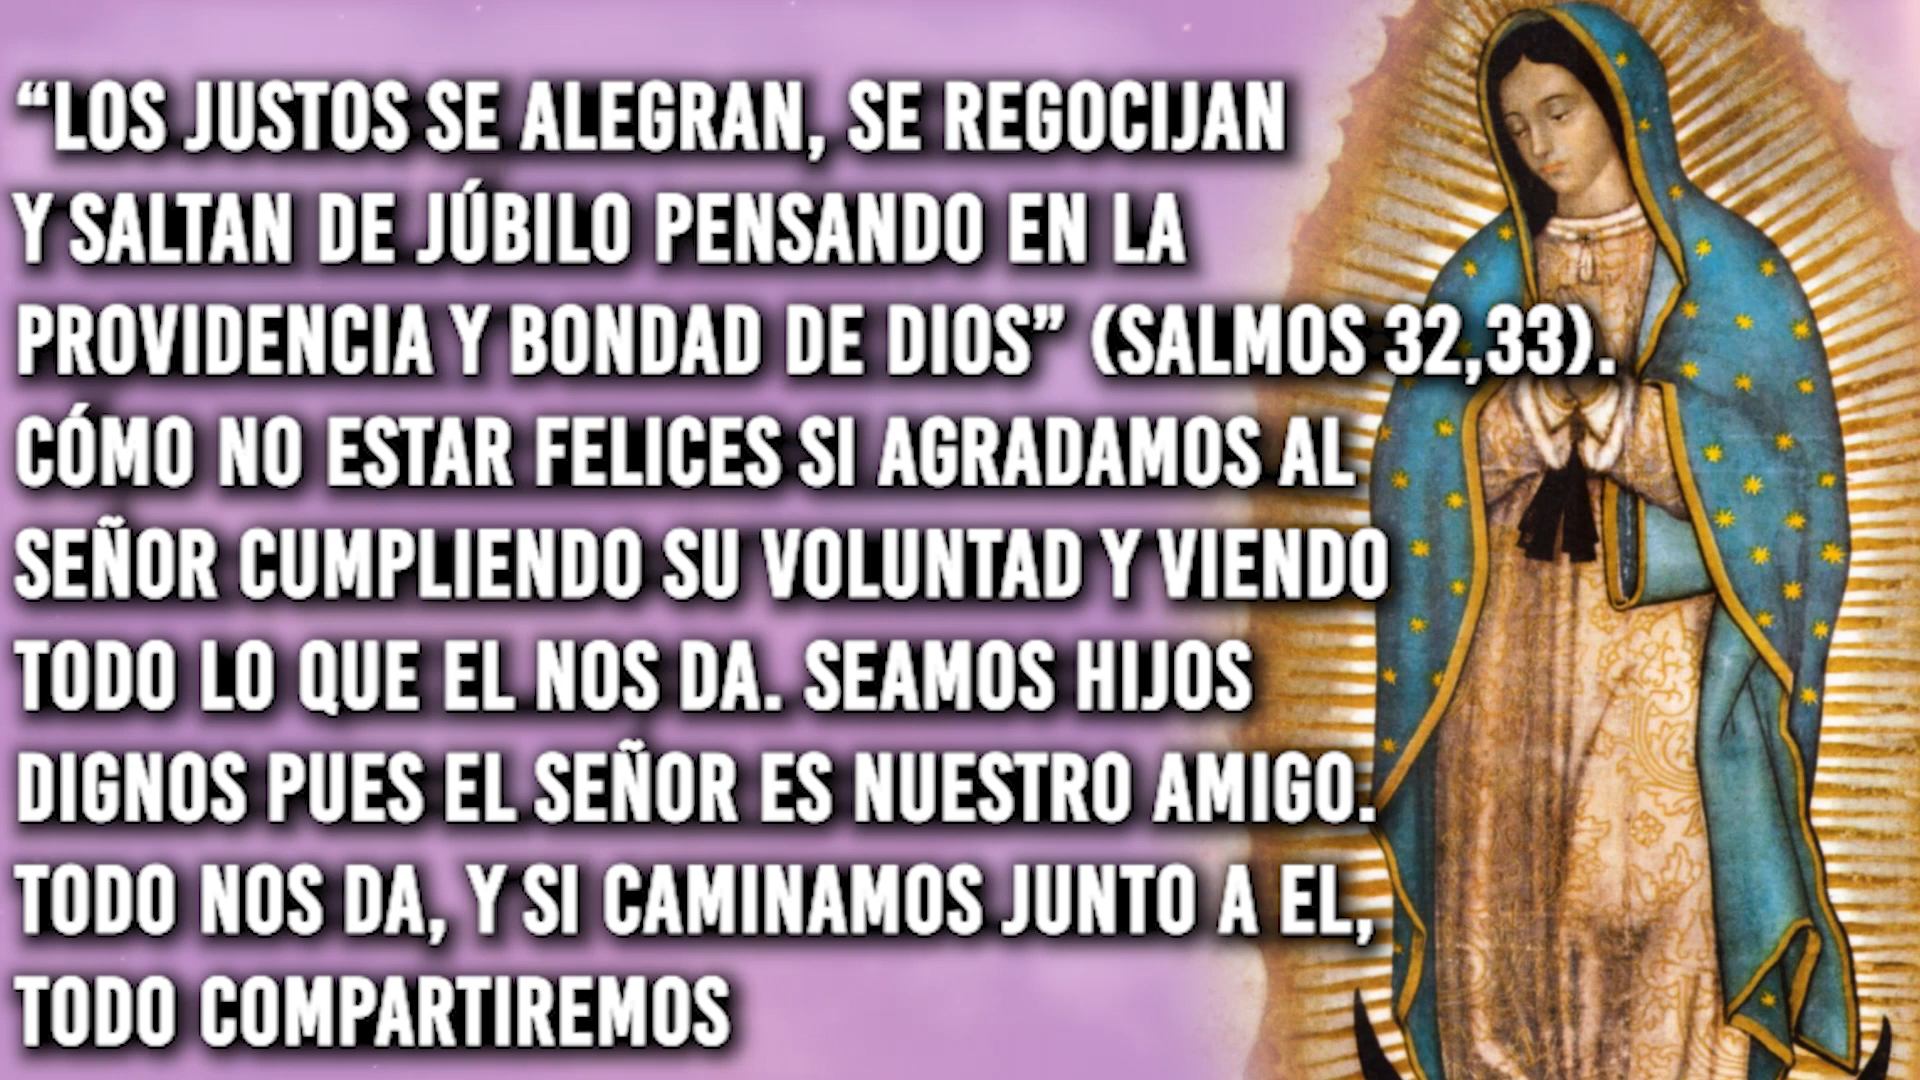 “LOS JUSTOS SE ALEGRAN, SE REGOCIJAN
Y SALTAN DE JÚBILO PENSANDO EN LA
PROVIDENCIA Y BONDAD DE DIOS” (SALMOS 32,33).
CÓMO NO ESTAR FELICES SI AGRADAMOS AL
SEÑOR CUMPLIENDO SU VOLUNTAD Y VIENDO
TODO LO QUE EL NOS DA. SEAMOS HIJOS
DIGNOS PUES EL SEÑOR ES NUESTRO AMIGO.
TODO NOS DA, Y SI CAMINAMOS JUNTO A EL,
TODO COMPARTIREMOS